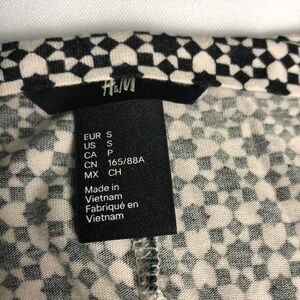 H&M
EUR S
US S
CA P
CN 165/88A
MX CH
Made in
Vietnam
Fabriqué en
Vietnam